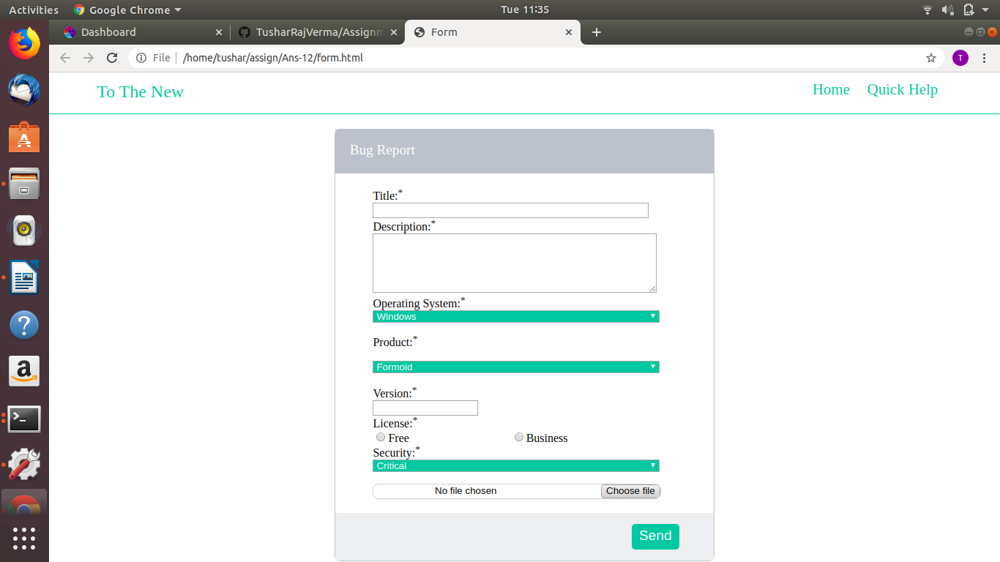 Activities Google Chrome Tue 11:35
Dashboard TusharRajVerma/Assignm Form
File /home/tushar/assign/Ans-12/form.html T
To The New Home Quick Help
Bug Report
Title:*
Description:*
Operating System:*
Windows
Product:*
Formoid
Version:*
License:*
Free Business
Security:*
Critical
No file chosen Choose file
Send